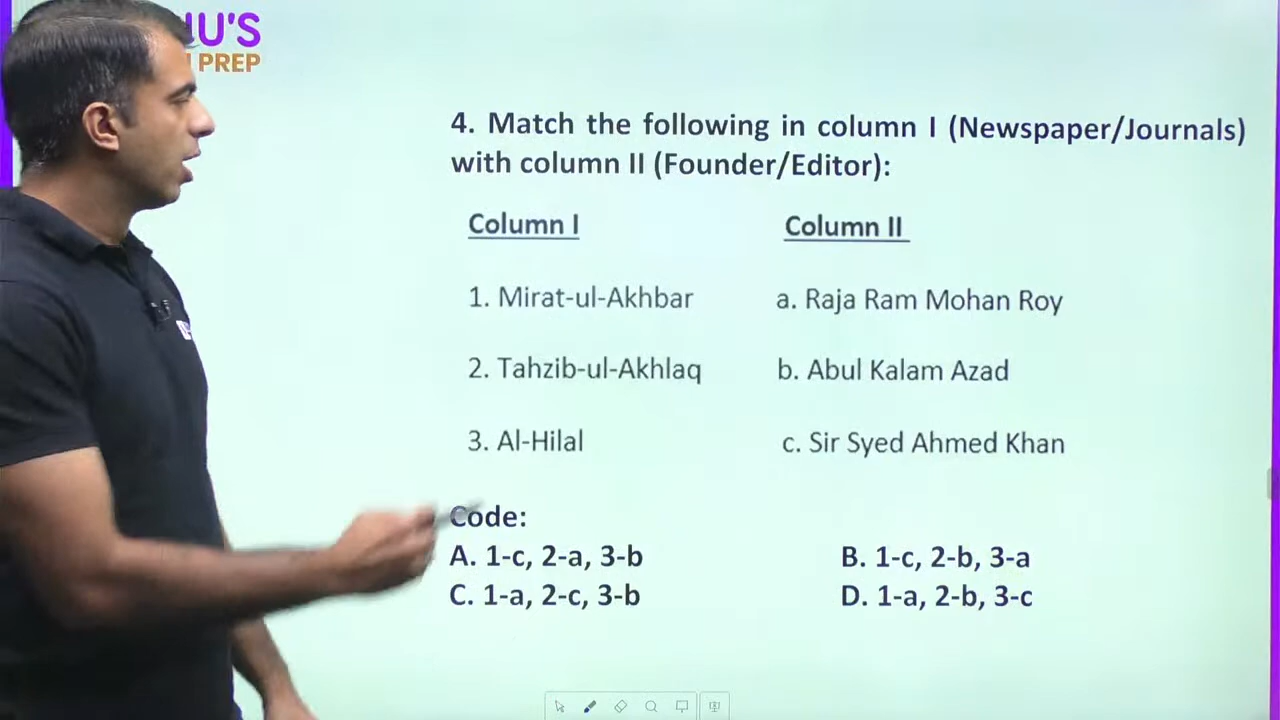 U'S
PREP
4. Match the following in column I (Newspaper/Journals)
with column II (Founder/Editor):
Column I Column II
1. Mirat-ul-Akhbar a. Raja Ram Mohan Roy
2. Tahzib-ul-Akhlaq b. Abul Kalam Azad
3. Al-Hilal c. Sir Syed Ahmed Khan
Code:
A. 1-c, 2-a, 3-b B. 1-c, 2-b, 3-a
C. 1-a, 2-c, 3-b D. 1-a, 2-b, 3-c